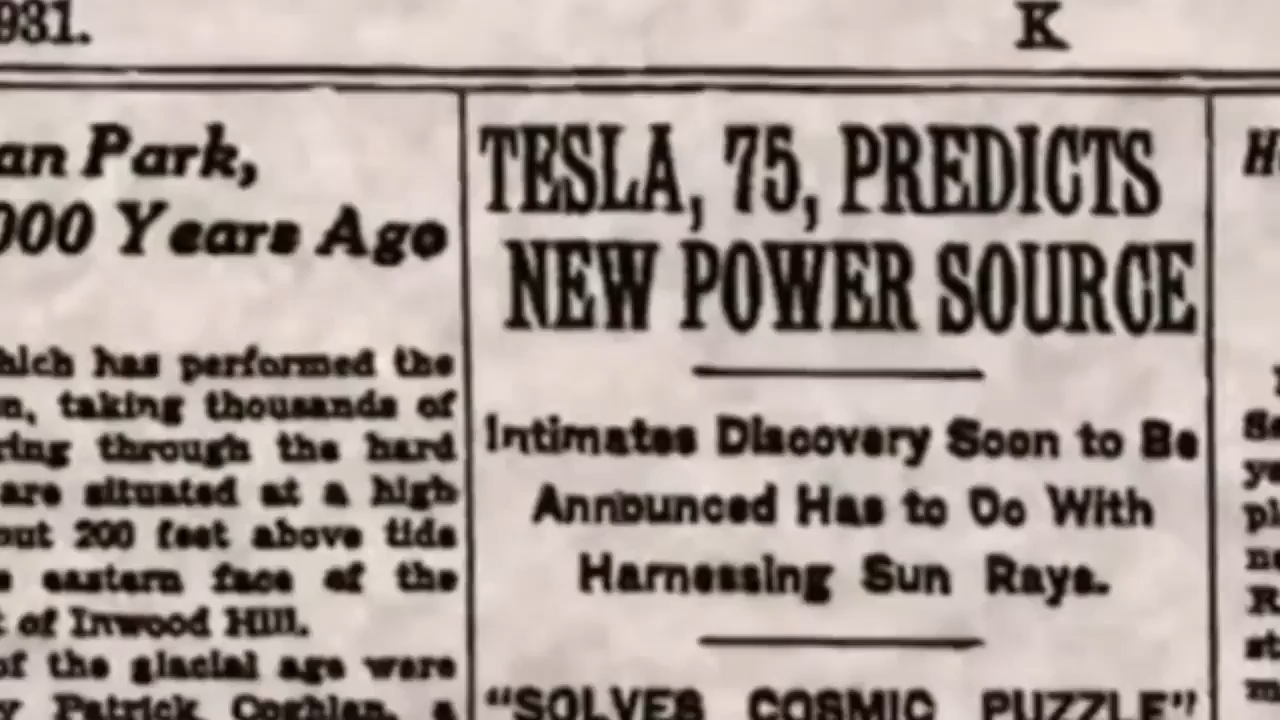 931.
K
an Park,
000 Years Ago
hich has performed the
n, taking thousands of
ring through the hard
are situated at a high
out 200 feet above tide
eastern face of the
of Inwood Hill.
of the glacial age were
y Patrick Coghlan, a
TESLA, 75, PREDICTS
NEW POWER SOURCE
Intimates Discovery Soon to Be
Announced Has to Do With
Harnessing Sun Rays.
"SOLVES COSMIC PUZZLE"